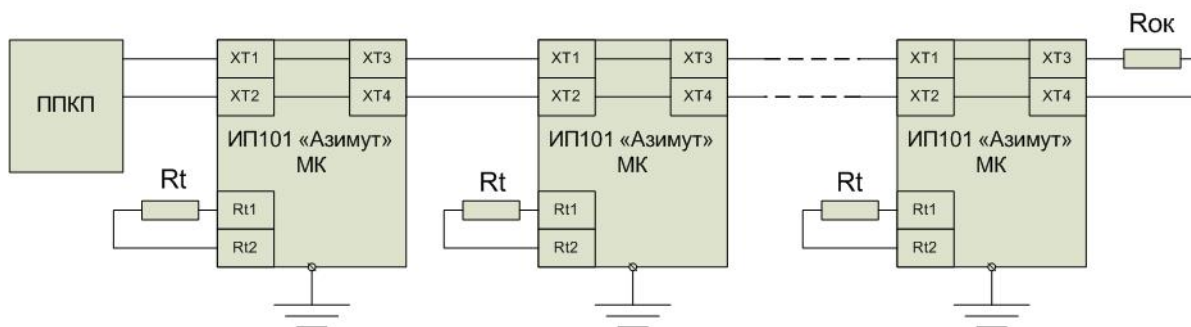 Rок
XT1 XT3 XT1 XT3 XT1 XT3
ППКП
XT2 XT4 XT2 XT4 XT2 XT4
ИП101 «Азимут» ИП101 «Азимут» ИП101 «Азимут»
МК МК МК
Rt Rt Rt
Rt1 Rt1 Rt1
Rt2 Rt2 Rt2